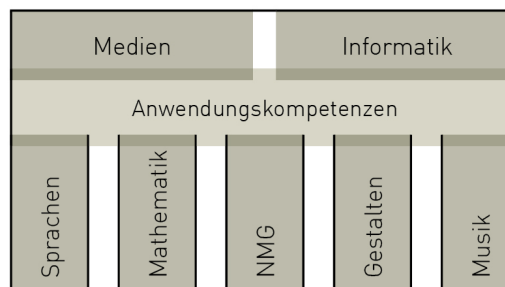 Medien
Informatik
Anwendungskompetenzen
Sprachen
Mathematik
NMG
Gestalten
Musik